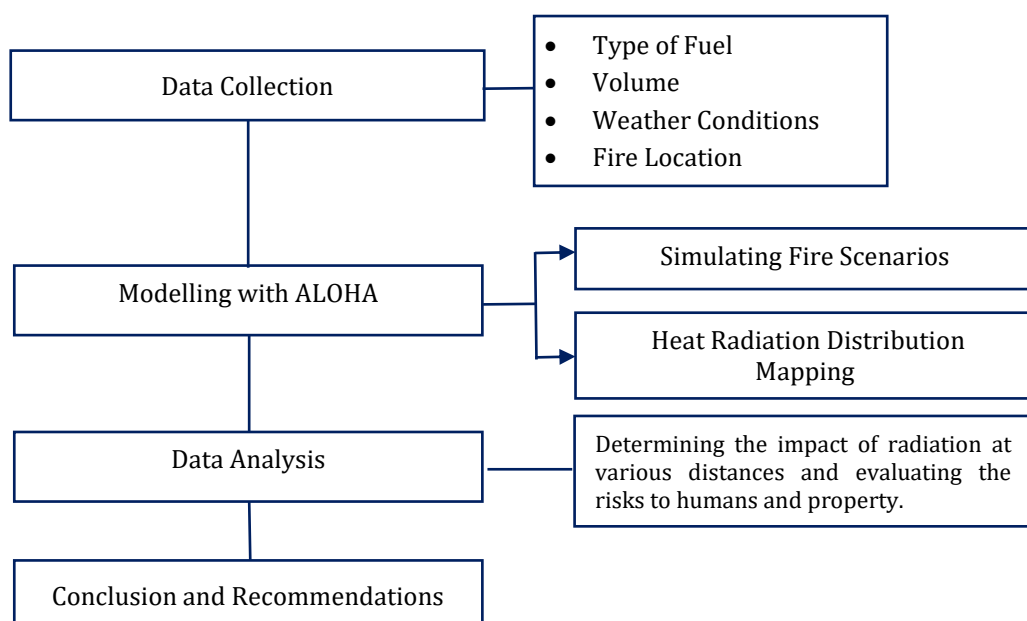 Data Collection
• Type of Fuel
• Volume
• Weather Conditions
• Fire Location
Modelling with ALOHA
Simulating Fire Scenarios
Heat Radiation Distribution
Mapping
Data Analysis
Determining the impact of radiation at
various distances and evaluating the
risks to humans and property.
Conclusion and Recommendations